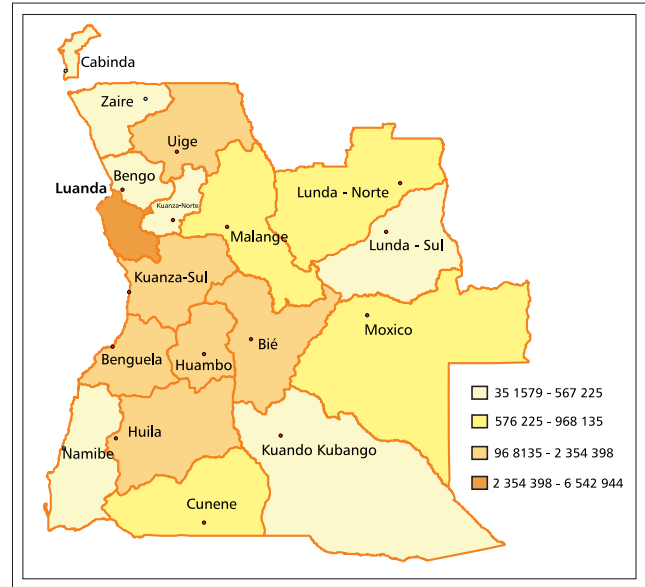 Cabinda
Zaire
Uige
Bengo
Luanda
Kuanza-Norte
Lunda - Norte
Malange
Lunda - Sul
Kuanza-Sul
Moxico
Benguela
Huambo
Bié
35 1579 - 567 225
576 225 - 968 135
Huila
Namibe
Kuando Kubango
96 8135 - 2 354 398
2 354 398 - 6 542 944
Cunene